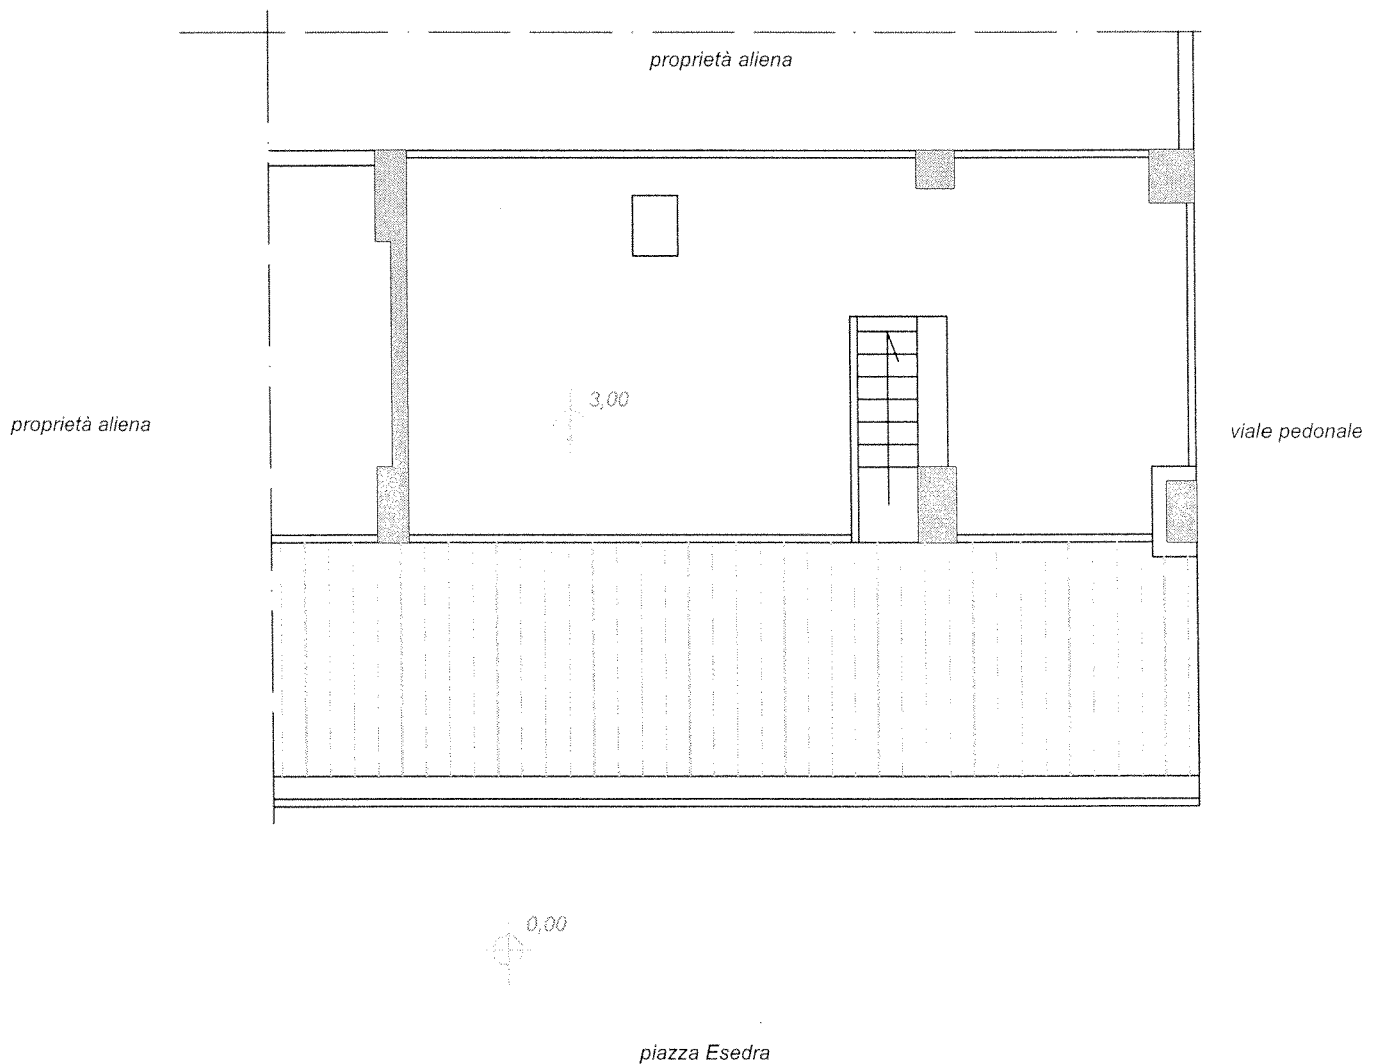 proprietà aliena
3,00
proprietà aliena
viale pedonale
0,00
piazza Esedra